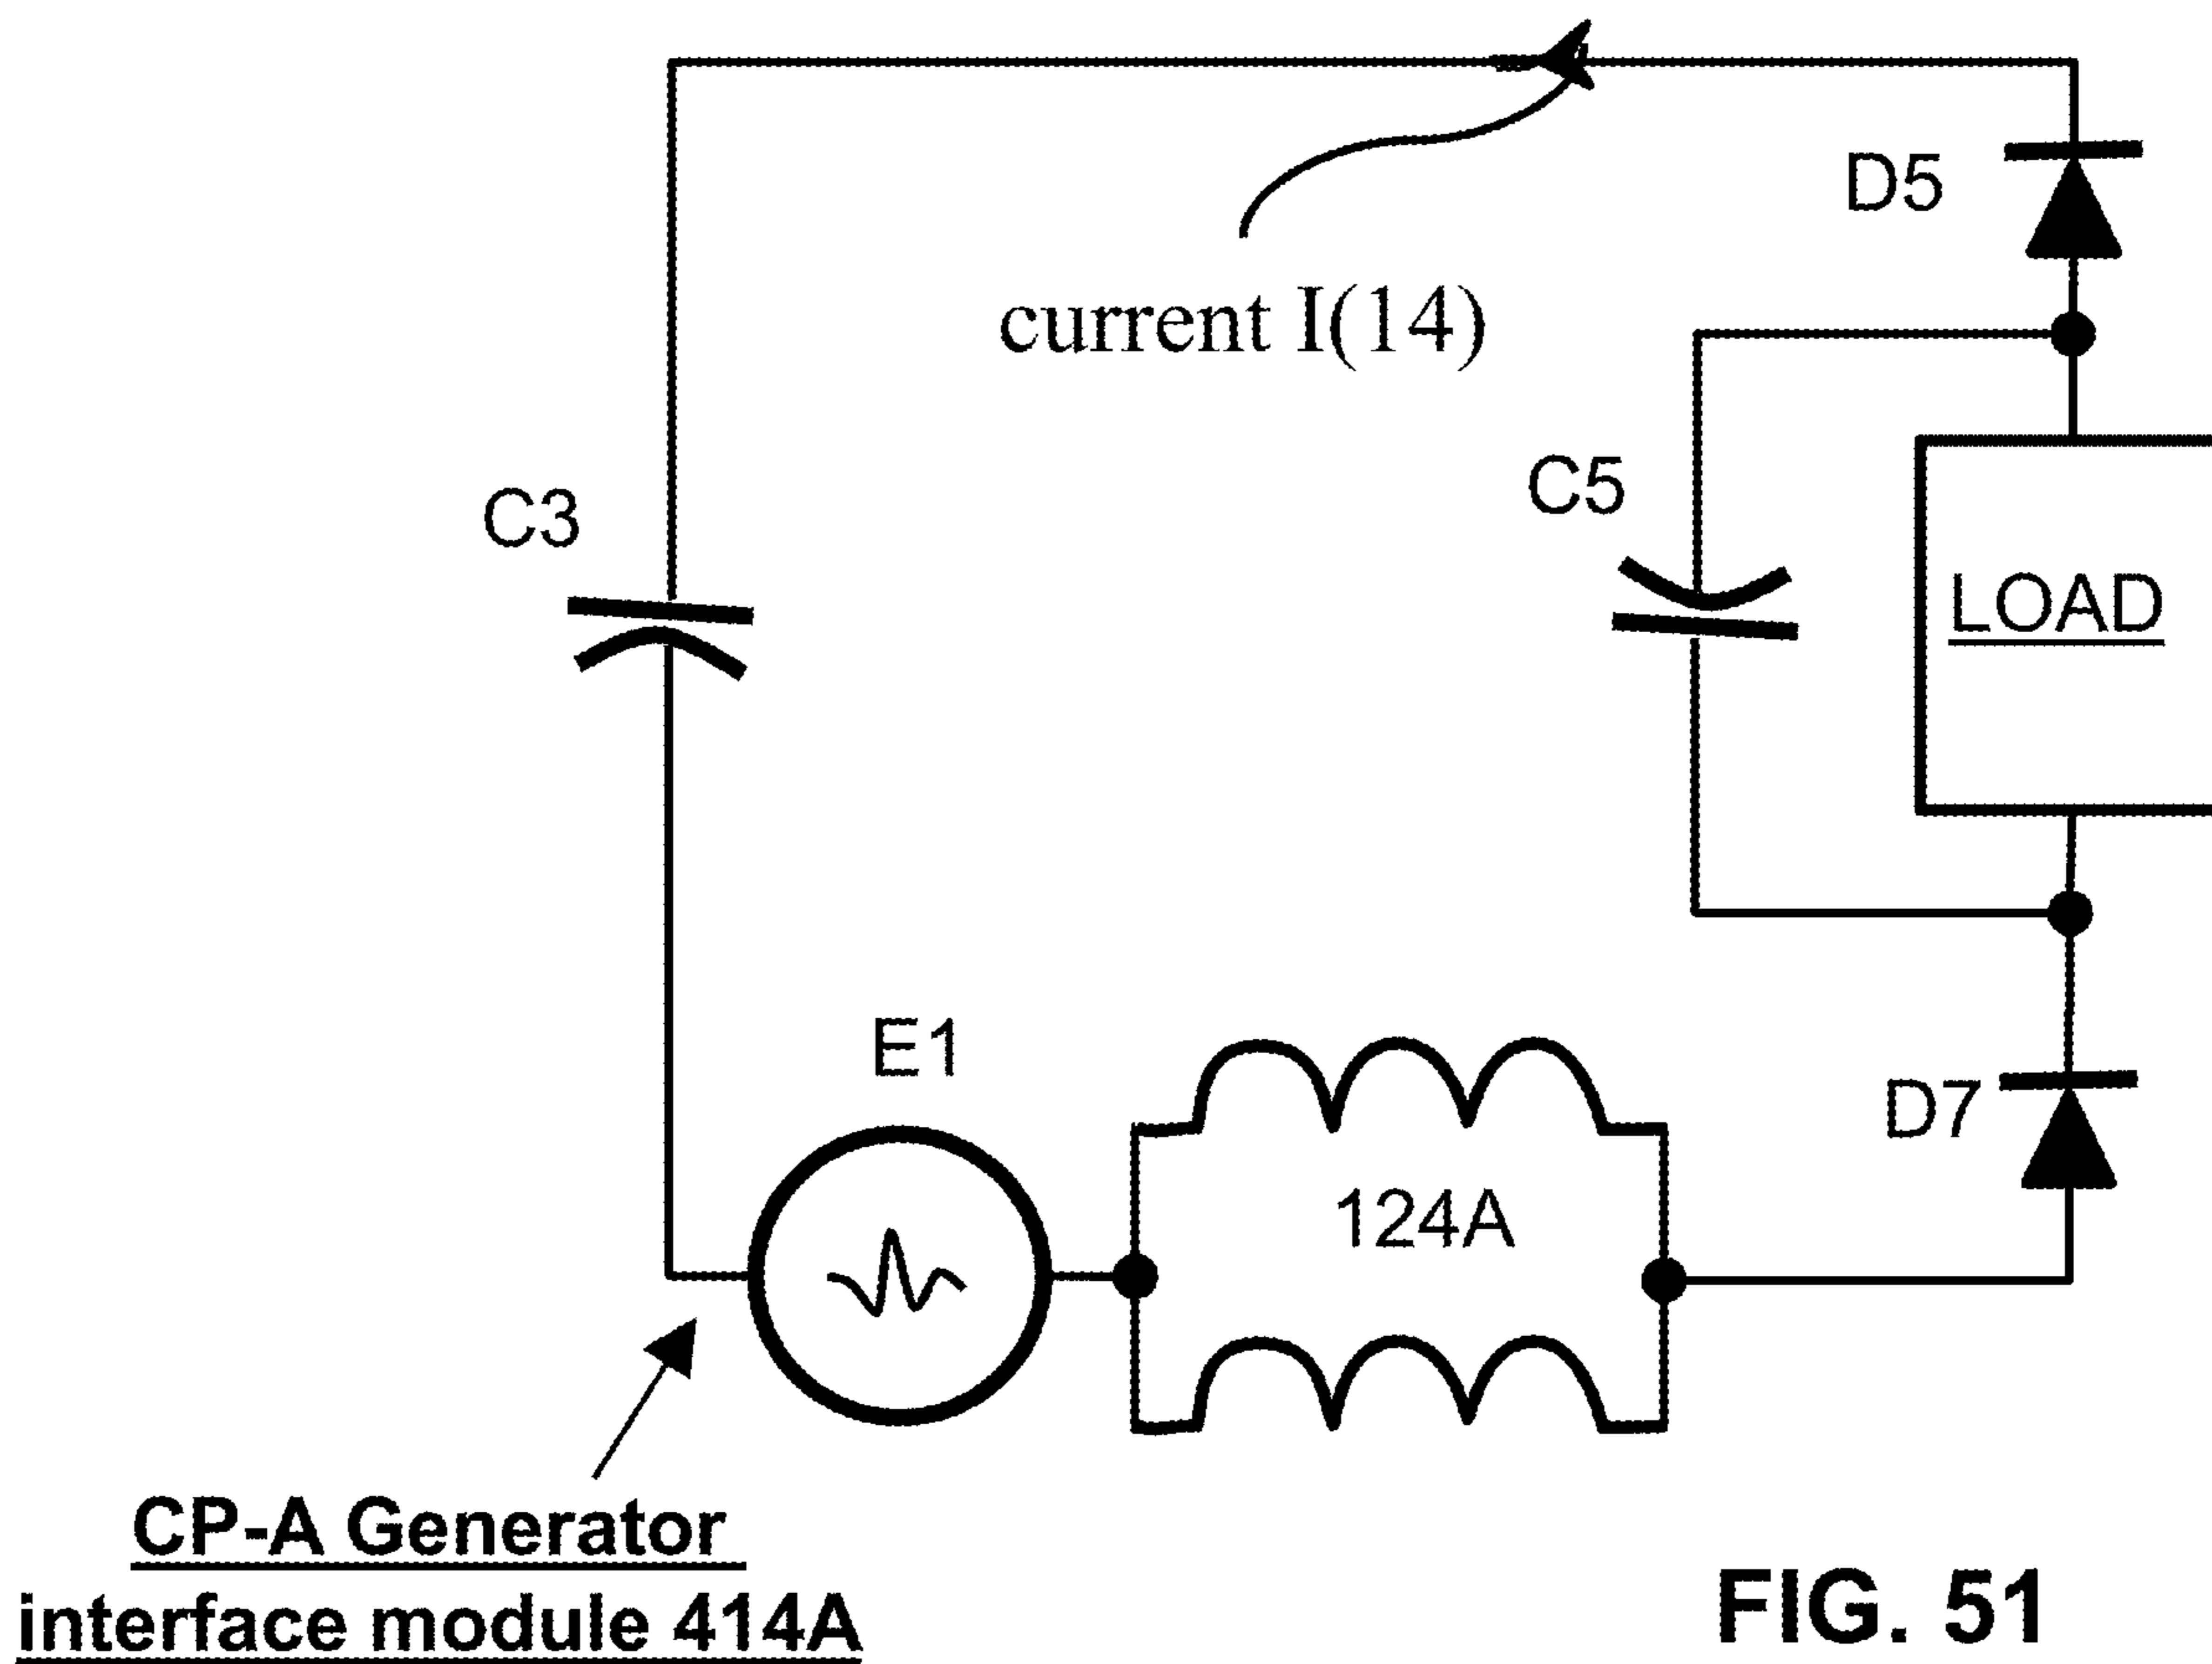 D5
current I(14)
C5
C3
LOAD
E1
D7
124A
CP-A Generator
interface module 414A
FIG. 51